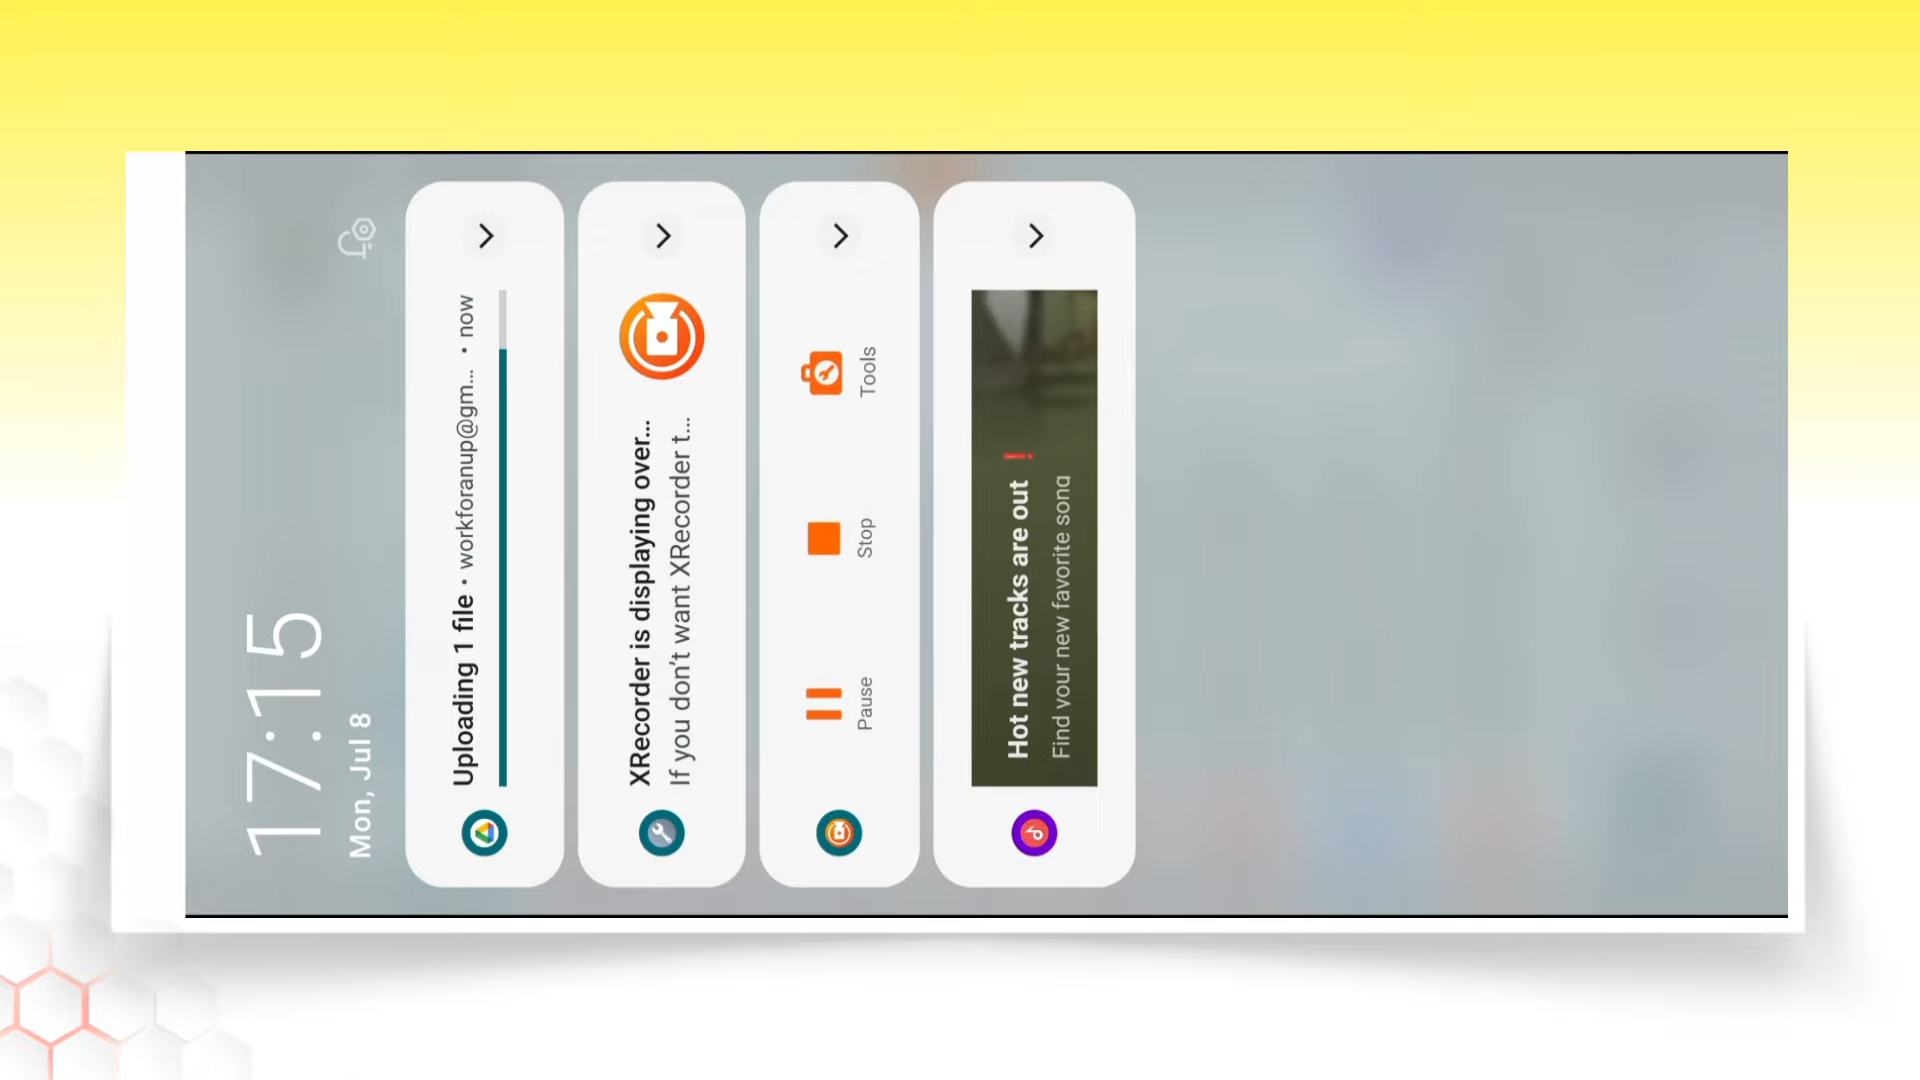 17:15
Mon, Jul 8
Uploading 1 file • workforanup@gm... • now
XRecorder is displaying over...
If you don't want XRecorder t...
Pause Stop Tools
Hot new tracks are out ❗
Find your new favorite song